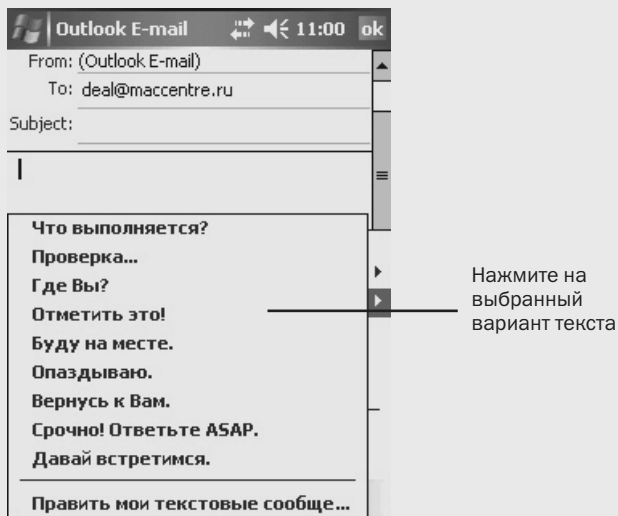 Outlook E-mail 11:00 ok
From: (Outlook E-mail)
To: deal@maccentre.ru
Subject:
Что выполняется?
Проверка...
Где Вы?
Отметить это!
Буду на месте.
Опаздываю.
Вернусь к Вам.
Срочно! Ответьте ASAP.
Давай встретимся.
Править мои текстовые сообще...
Нажмите на
выбранный
вариант текста